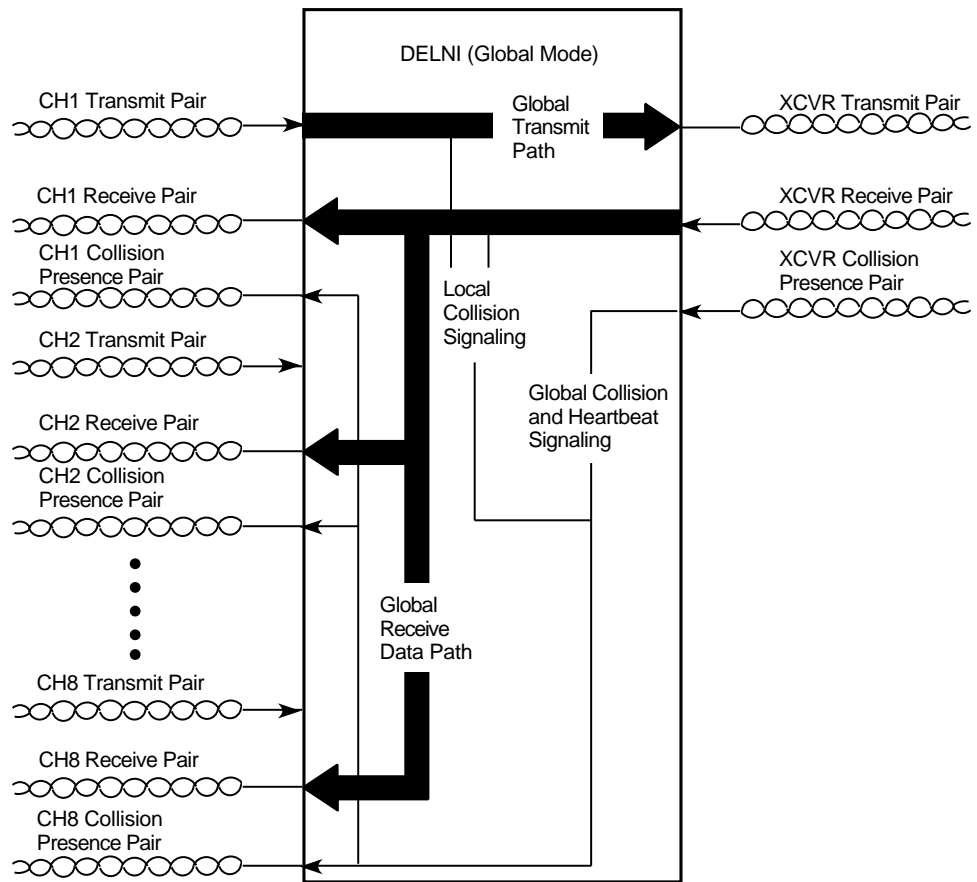 DELNI (Global Mode)
CH1 Transmit Pair
Global
Transmit
Path
XCVR Transmit Pair
CH1 Receive Pair
XCVR Receive Pair
CH1 Collision
Presence Pair
XCVR Collision
Presence Pair
Local
Collision
Signaling
CH2 Transmit Pair
Global Collision
and Heartbeat
Signaling
CH2 Receive Pair
CH2 Collision
Presence Pair
Global
Receive
Data Path
CH8 Transmit Pair
CH8 Receive Pair
CH8 Collision
Presence Pair